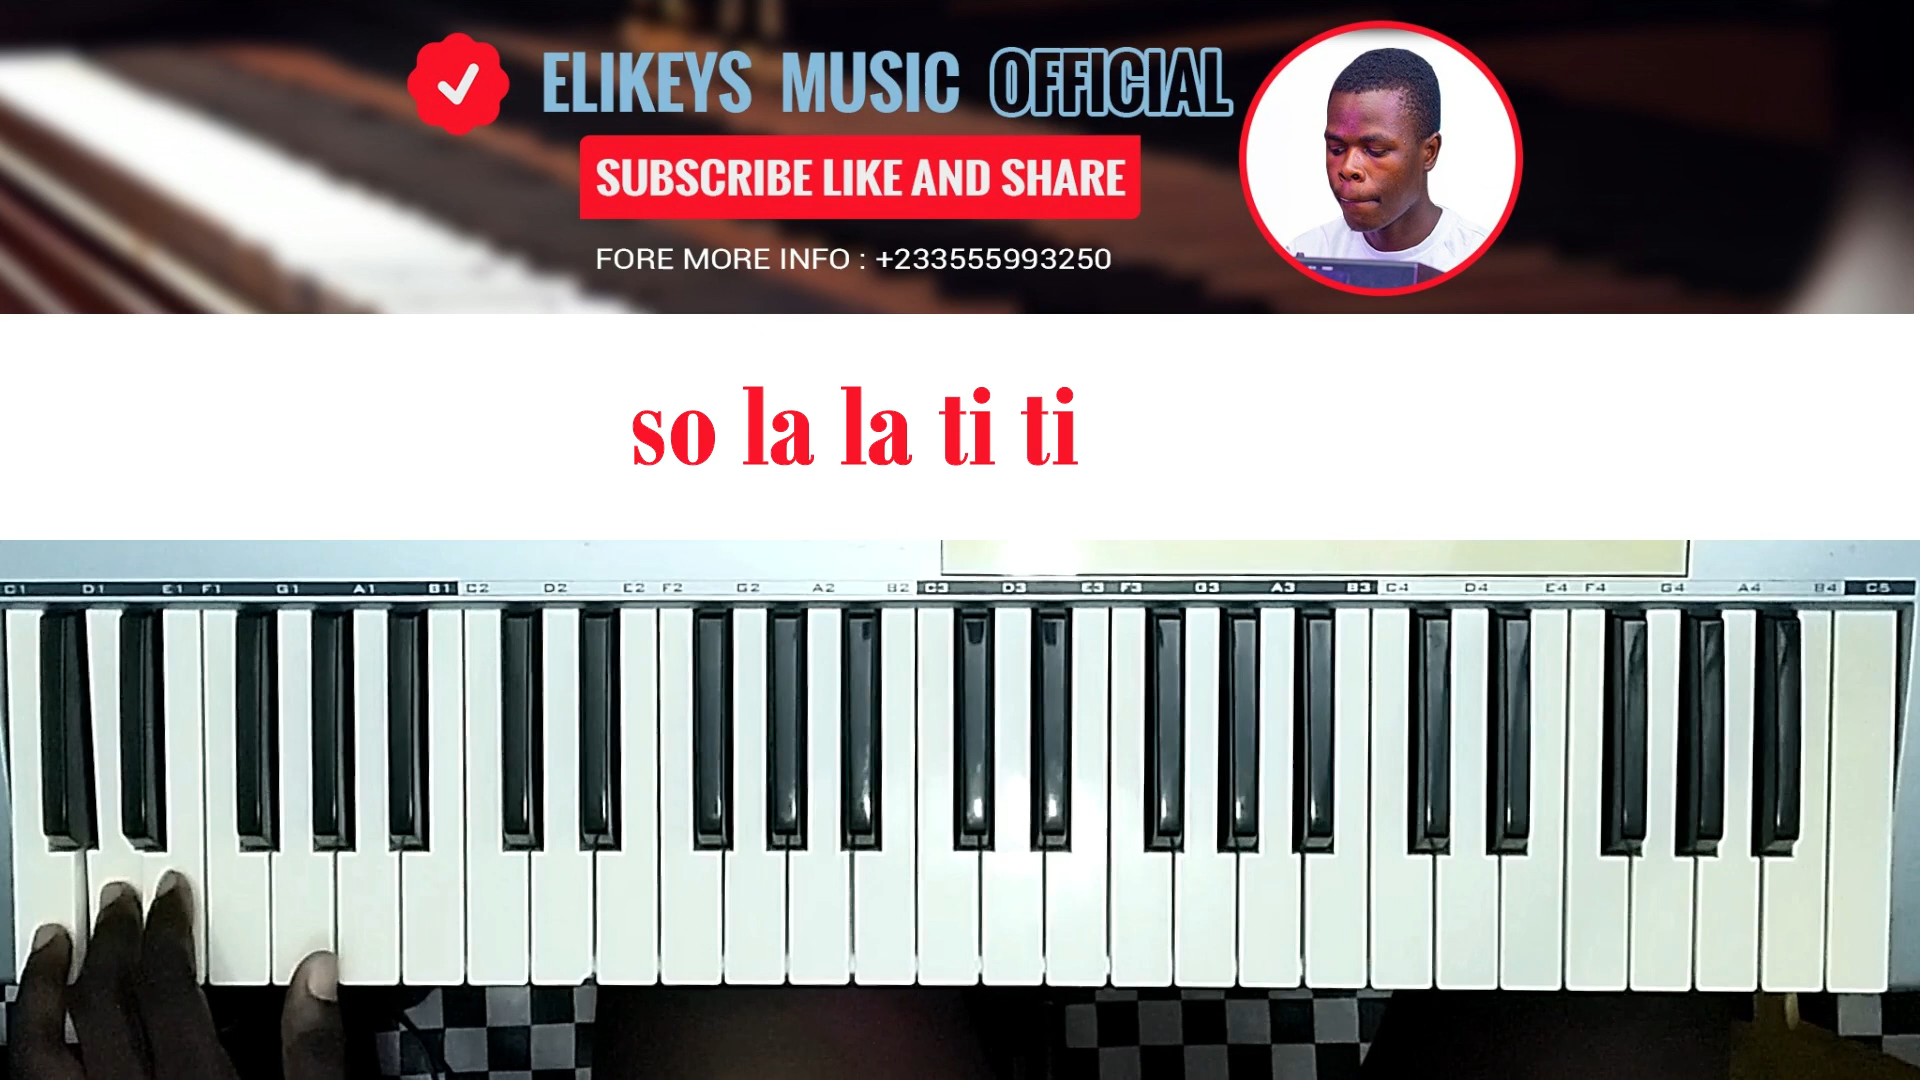 ELIKEYS MUSIC OFFICIAL
SUBSCRIBE LIKE AND SHARE
FORE MORE INFO : +233555993250
so la la ti ti
C1 D1 E1 F1 G1 A1 B1 C2 D2 E2 F2 G2 A2 B2 C3 D3 E3 F3 G3 A3 B3 C4 D4 E4 F4 G4 A4 B4 C5